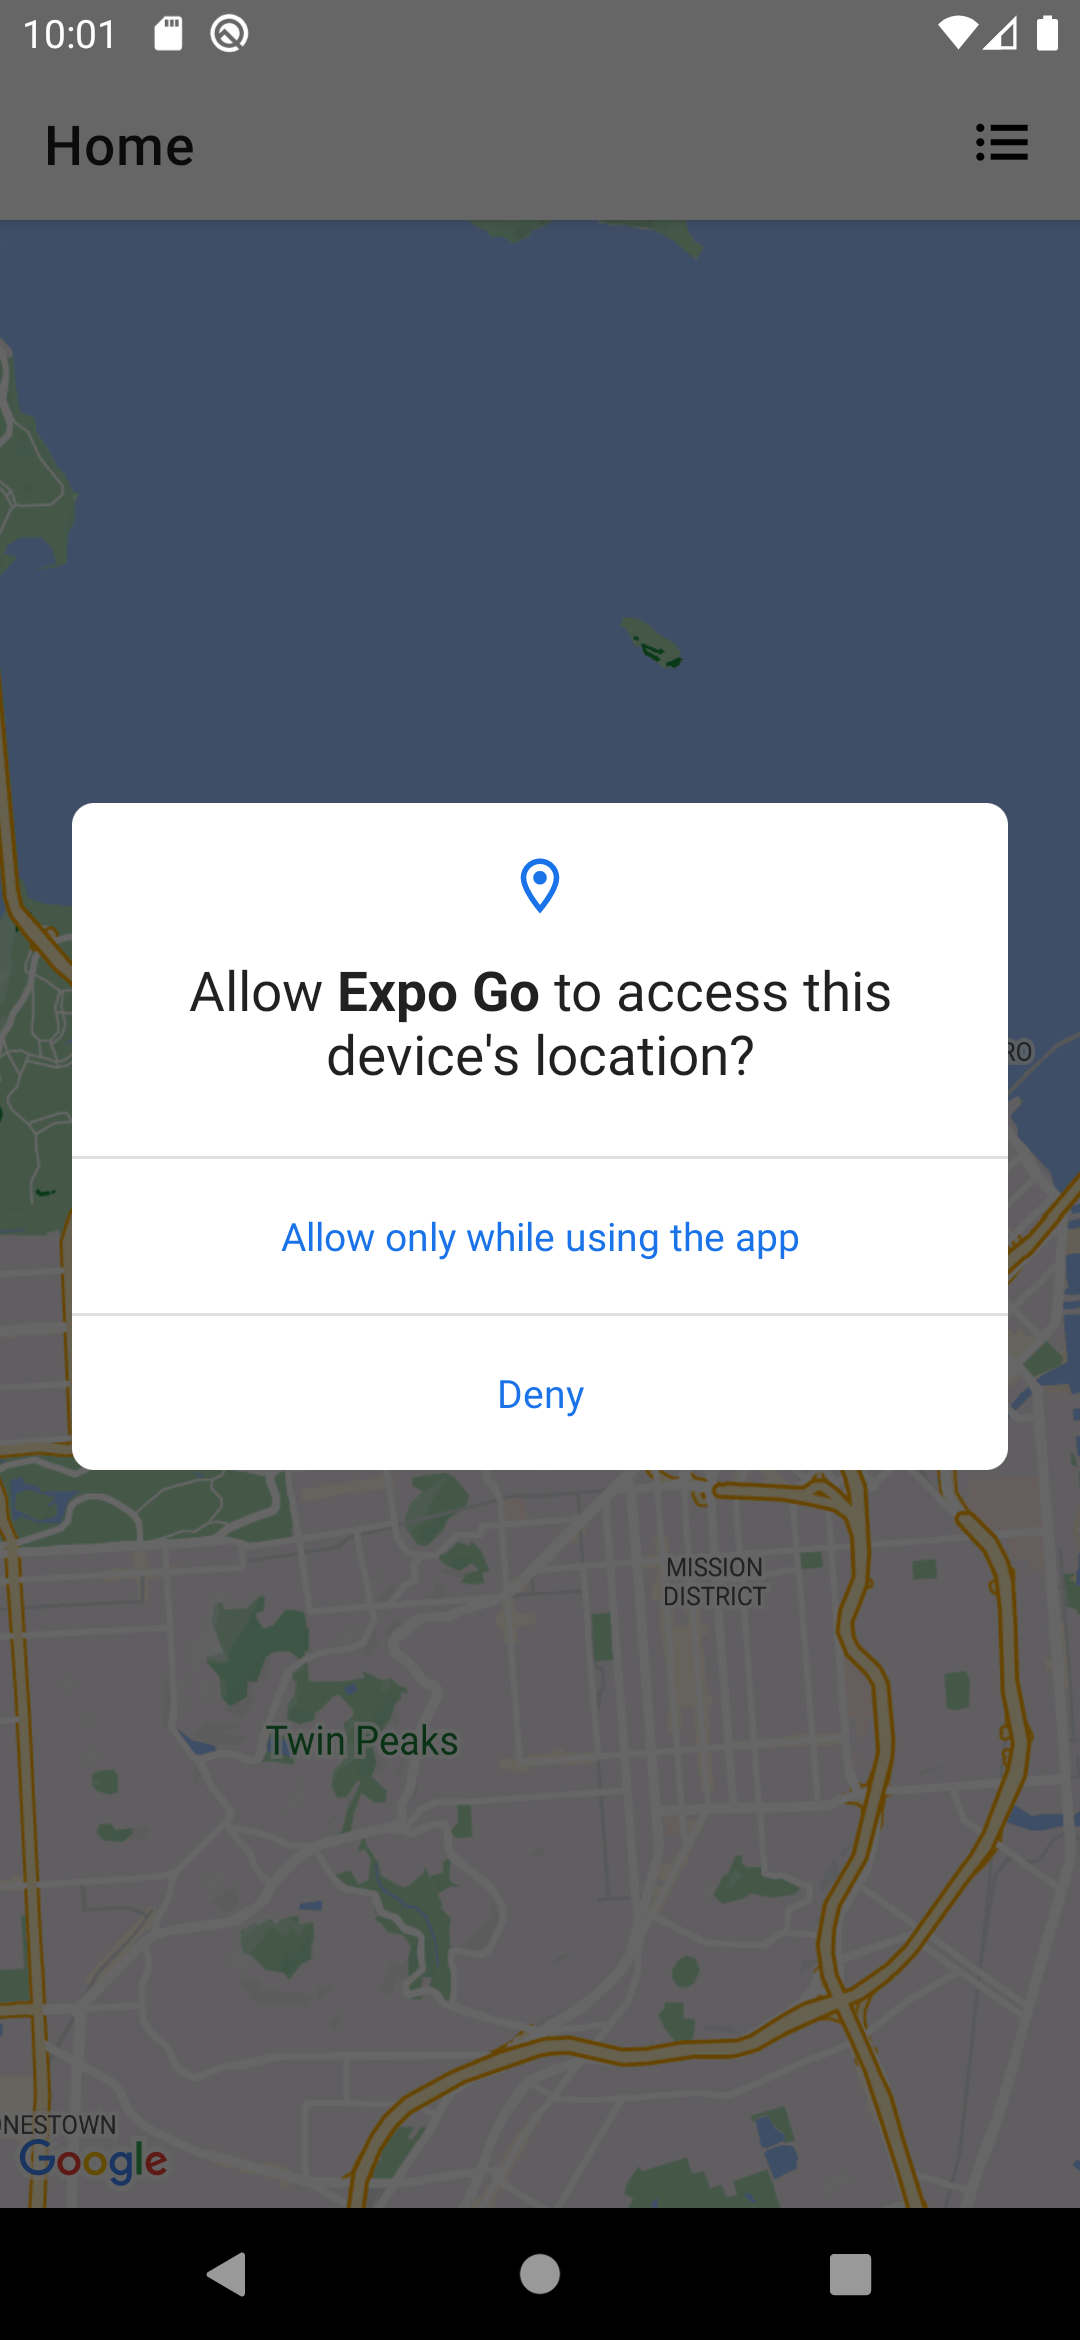 10:01
Home
Allow Expo Go to access this
device's location?
RO
Allow only while using the app
Deny
MISSION
DISTRICT
Twin Peaks
ONESTOWN
Google